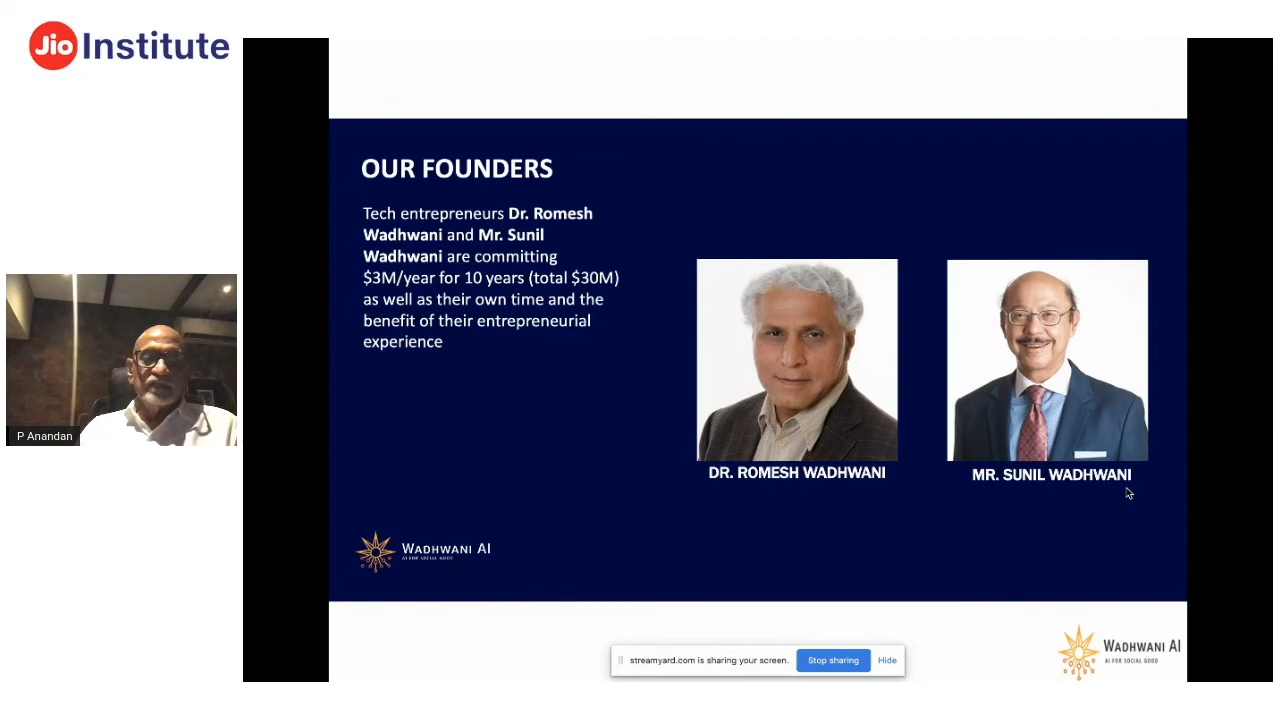 Jio Institute
OUR FOUNDERS
Tech entrepreneurs Dr. Romesh
Wadhwani and Mr. Sunil
Wadhwani are committing
$3M/year for 10 years (total $30M)
as well as their own time and the
benefit of their entrepreneurial
experience
DR. ROMESH WADHWANI
MR. SUNIL WADHWANI
P Anandan
WADHWANI AI
AI FOR SOCIAL GOOD
streamyard.com is sharing your screen. Stop sharing Hide
WADHWANI AI
AI FOR SOCIAL GOOD